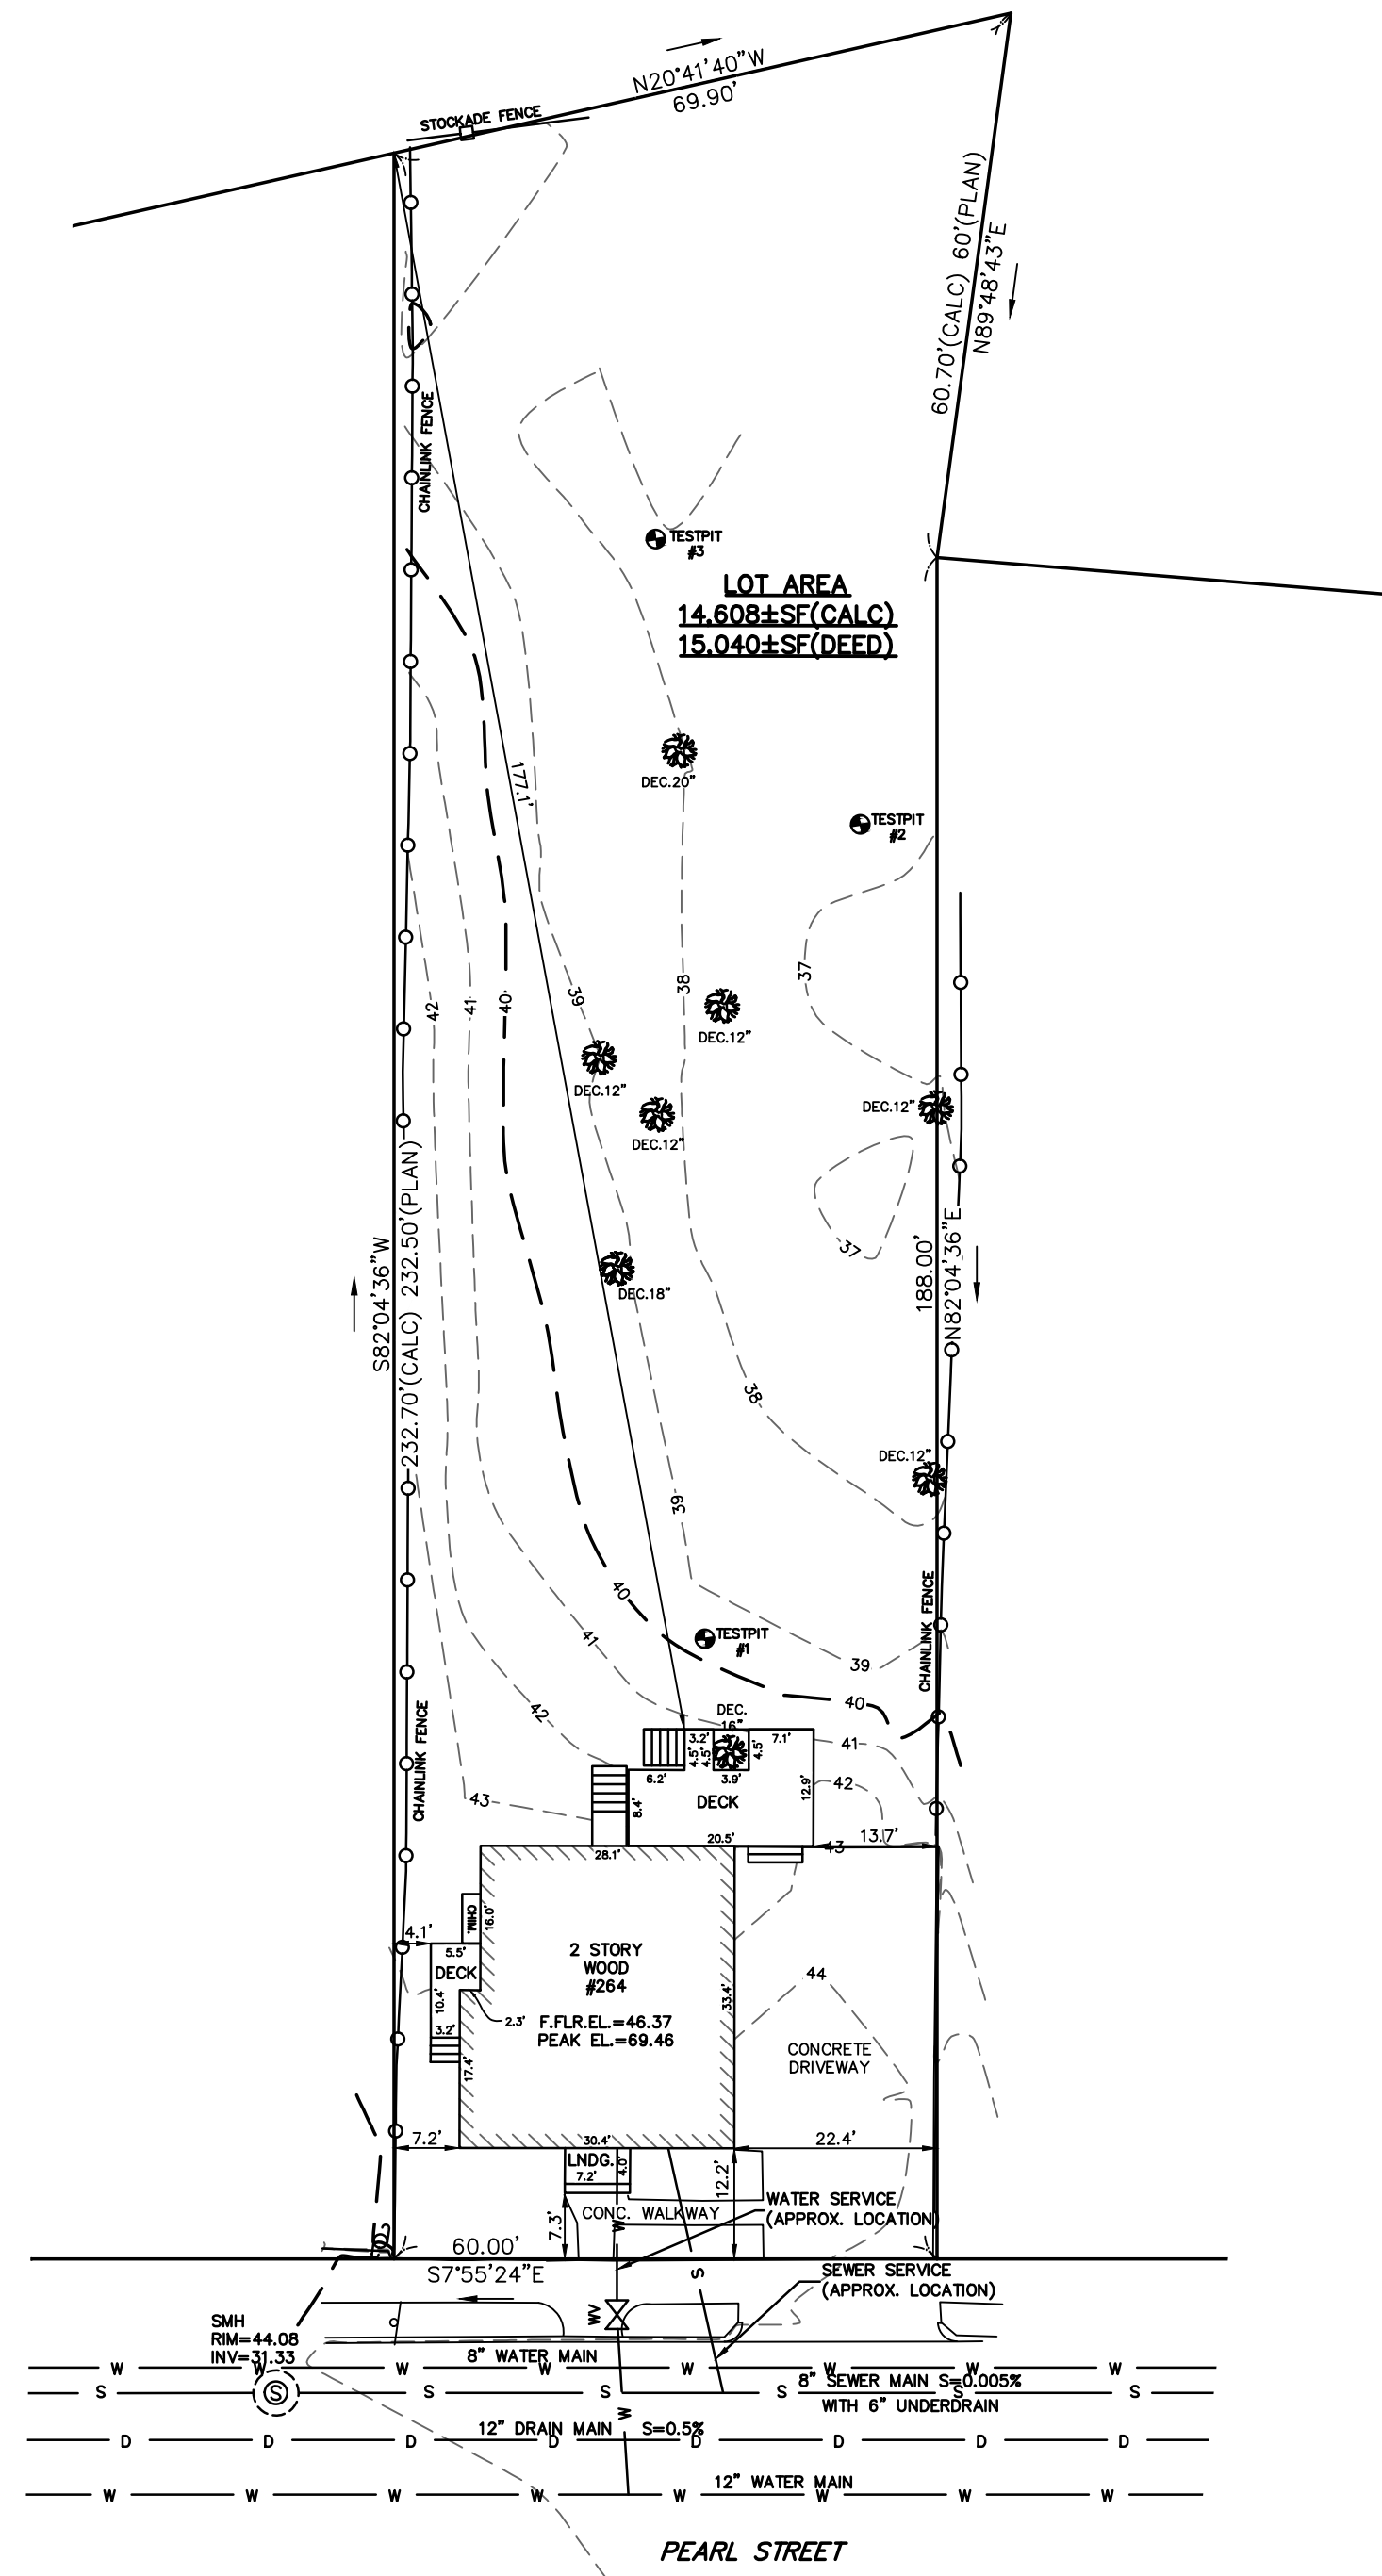 N20°41'40"W
69.90'
STOCKADE FENCE
60.70'(CALC) 60'(PLAN)
N89°48'43"E
CHAINLINK FENCE
TESTPIT
#3
LOT AREA
14.608±SF(CALC)
15.040±SF(DEED)
177.1'
DEC.20"
TESTPIT
#2
42
41
40
39
38
37
DEC.12"
DEC.12"
DEC.12"
DEC.12"
S82°04'36"W
232.70'(CALC) 232.50'(PLAN)
37
188.00'
N82°04'36"E
DEC.18"
38
DEC.12"
39
40
CHAINLINK FENCE
41
TESTPIT
#1
39
40
42
CHAINLINK FENCE
DEC.
16"
3.2'
7.1'
4.5'
4.5'
4.5'
41
6.2'
3.9'
12.9'
42
43
8.4'
DECK
20.5'
13.7'
43
28.1'
CHIM.
16.0'
4.1'
5.5'
DECK
2 STORY
WOOD
#264
44
10.4'
2.3'
F.FLR.EL.=46.37
PEAK EL.=69.46
33.4'
3.2'
17.4'
CONCRETE
DRIVEWAY
7.2'
30.4'
22.4'
LNDG.
7.2'
4.0'
12.2'
7.3'
CONC. WALKWAY
W
WATER SERVICE
(APPROX. LOCATION)
60.00'
S7°55'24"E
S
SEWER SERVICE
(APPROX. LOCATION)
WV
SMH
RIM=44.08
INV=31.33
8" WATER MAIN
W W W W W W W W
8" SEWER MAIN S=0.005%
S S S S S S S
WITH 6" UNDERDRAIN
W
12" DRAIN MAIN S=0.5%
D D D D D D D D
12" WATER MAIN
W W W W W W W W
PEARL STREET